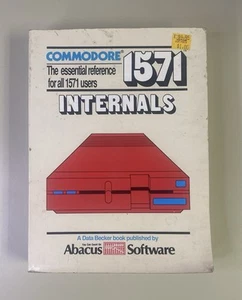 COMMODORE®
1571
The essential reference
for all 1571 users
INTERNALS
A Data Becker book published by
Abacus Software